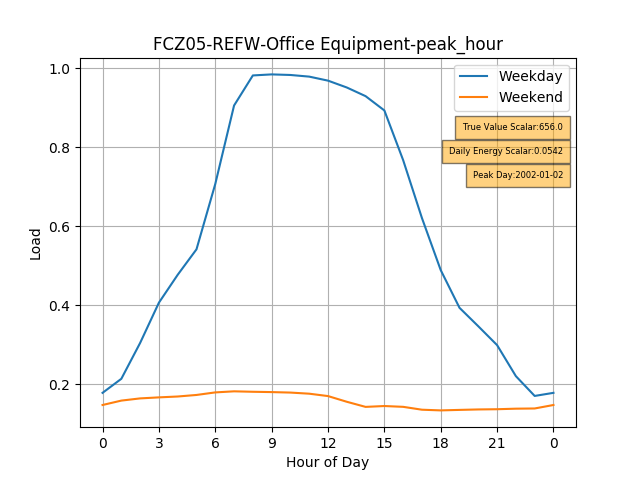 FCZ05-REFW-Office Equipment-peak_hour
1.0
0.8
0.6
0.4
0.2
Load
Weekday
Weekend
True Value Scalar:656.0
Daily Energy Scalar:0.0542
Peak Day:2002-01-02
0 3 6 9 12 15 18 21 0
Hour of Day